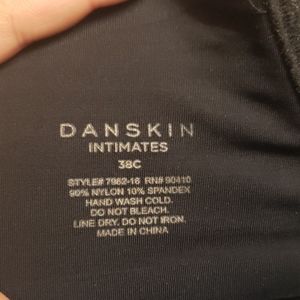 DANSKIN
INTIMATES
38C
STYLE# 7982-16 RN# 90410
90% NYLON 10% SPANDEX
HAND WASH COLD.
DO NOT BLEACH.
LINE DRY. DO NOT IRON.
MADE IN CHINA